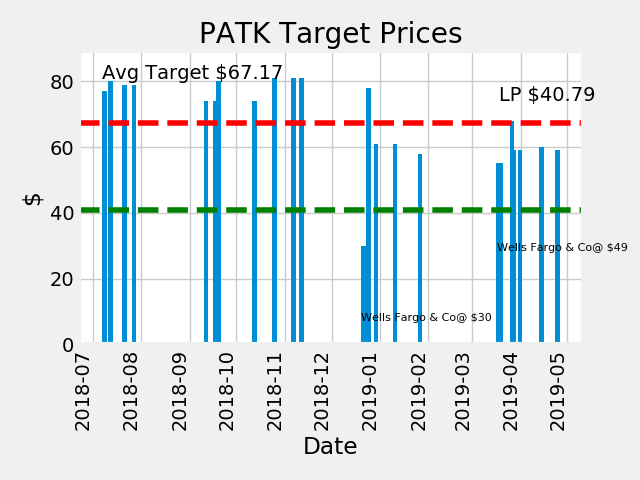 PATK Target Prices
Avg Target $67.17
LP $40.79
Wells Fargo & Co@ $49
Wells Fargo & Co@ $30
$
80
60
40
20
0
2018-07
2018-08
2018-09
2018-10
2018-11
2018-12
2019-01
2019-02
2019-03
2019-04
2019-05
Date